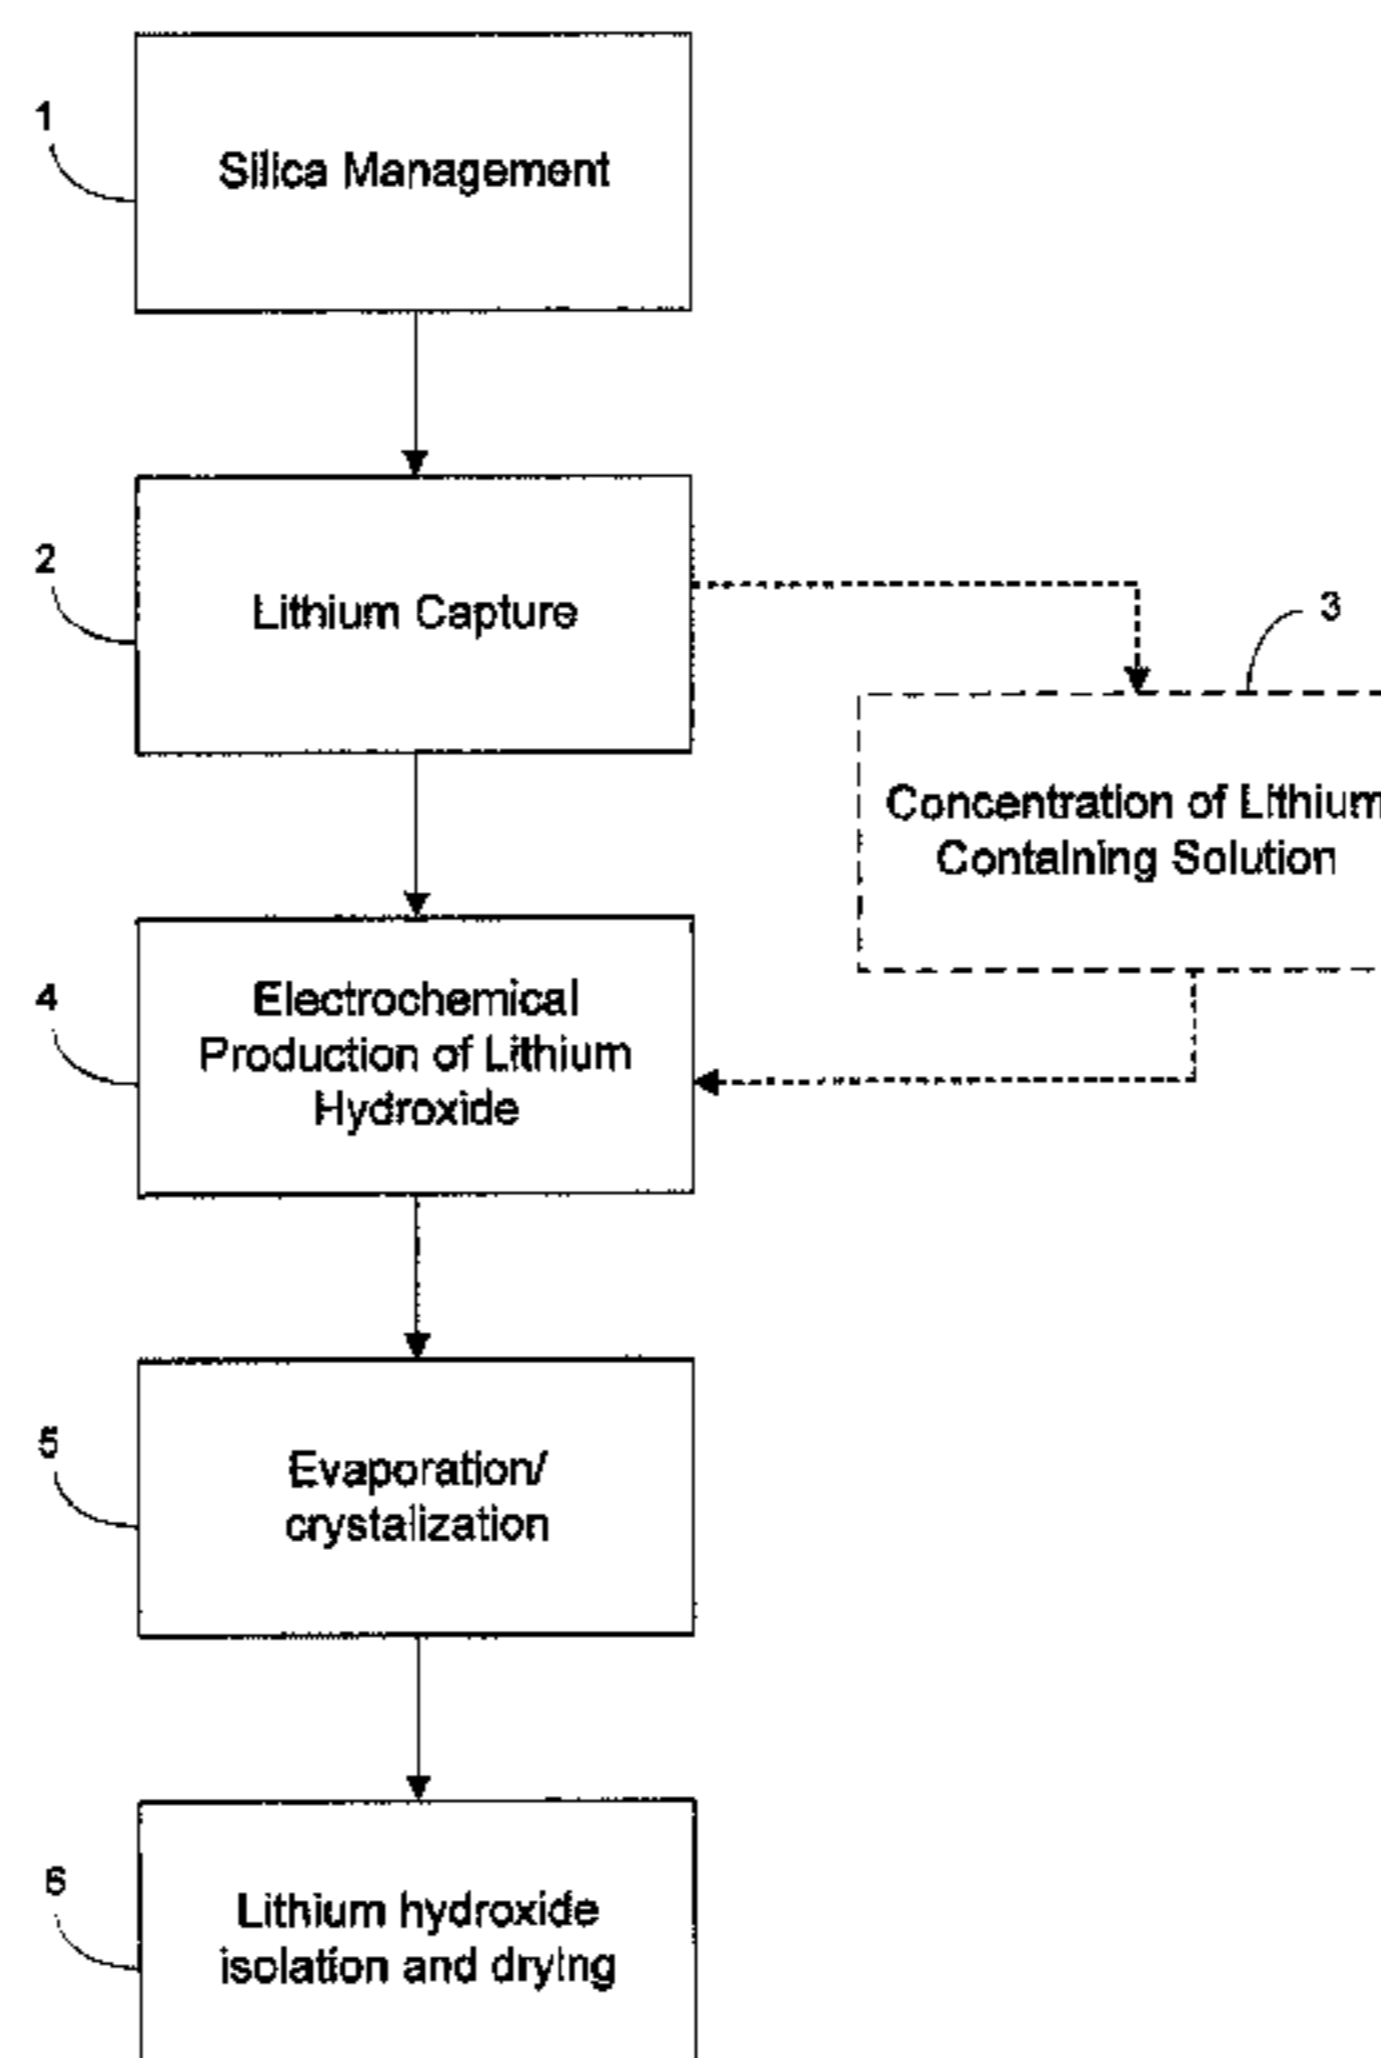 1
Silica Management
2
Lithium Capture
3
Concentration of Lithium
Containing Solution
4
Electrochemical
Production of Lithium
Hydroxide
5
Evaporation/
crystalization
6
Lithium hydroxide
isolation and drying